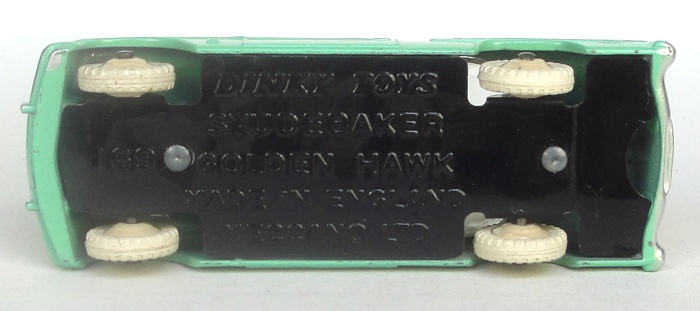 DINKY TOYS
STUDEBAKER
169 GOLDEN HAWK
MADE IN ENGLAND
MECCANO LTD